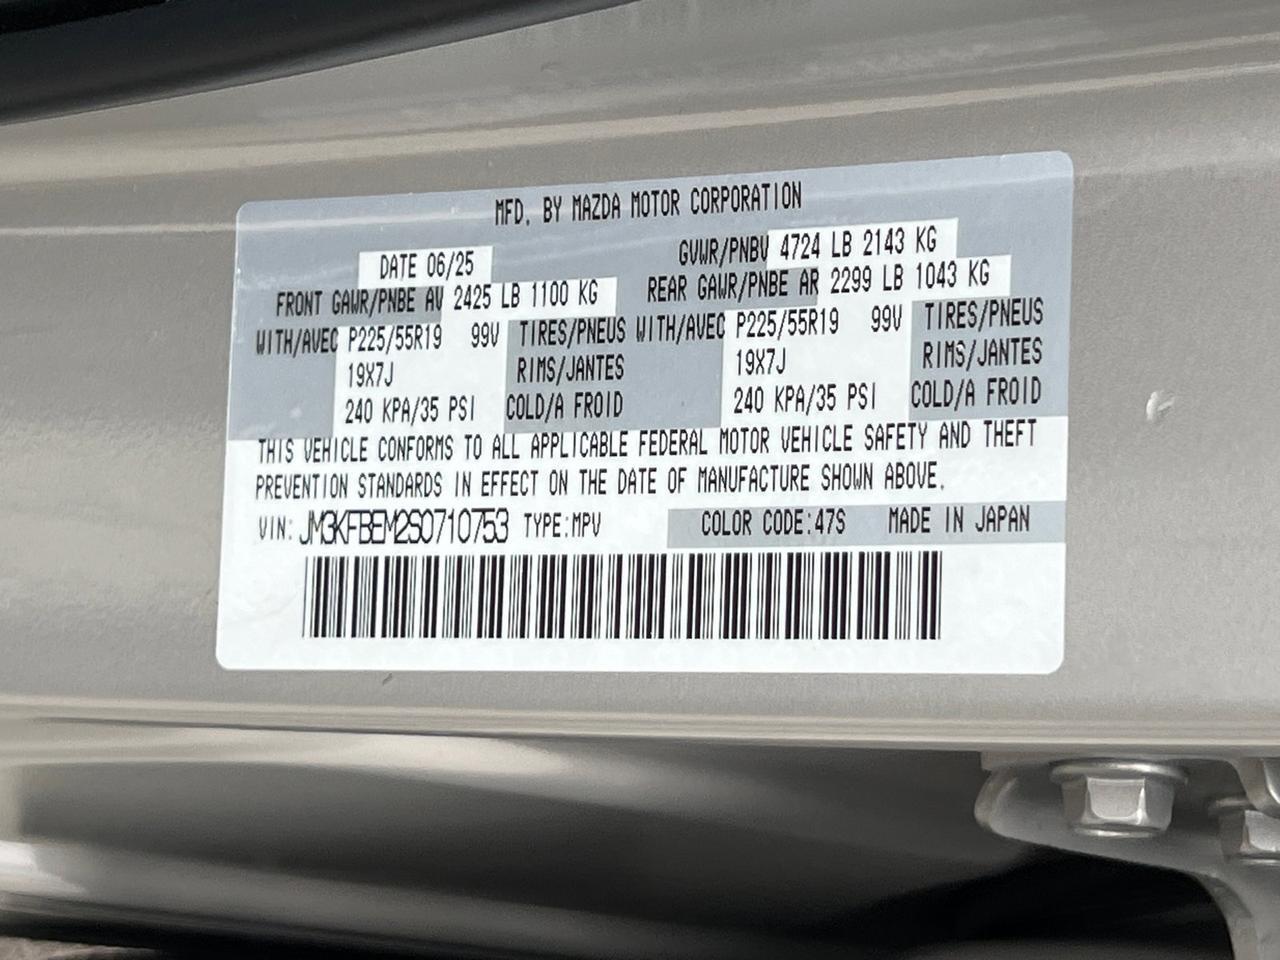 MFD. BY MAZDA MOTOR CORPORATION
DATE 06/25 GVWR/PNBV 4724 LB 2143 KG
FRONT GAWR/PNBE AV 2425 LB 1100 KG REAR GAWR/PNBE AR 2299 LB 1043 KG
WITH/AVEC P225/55R19 99V TIRES/PNEUS WITH/AVEC P225/55R19 99V TIRES/PNEUS
19X7J RIMS/JANTES 19X7J RIMS/JANTES
240 KPA/35 PSI COLD/A FROID 240 KPA/35 PSI COLD/A FROID
THIS VEHICLE CONFORMS TO ALL APPLICABLE FEDERAL MOTOR VEHICLE SAFETY AND THEFT
PREVENTION STANDARDS IN EFFECT ON THE DATE OF MANUFACTURE SHOWN ABOVE.
VIN: JM3KFBEM2S0710753 TYPE:MPV COLOR CODE:47S MADE IN JAPAN